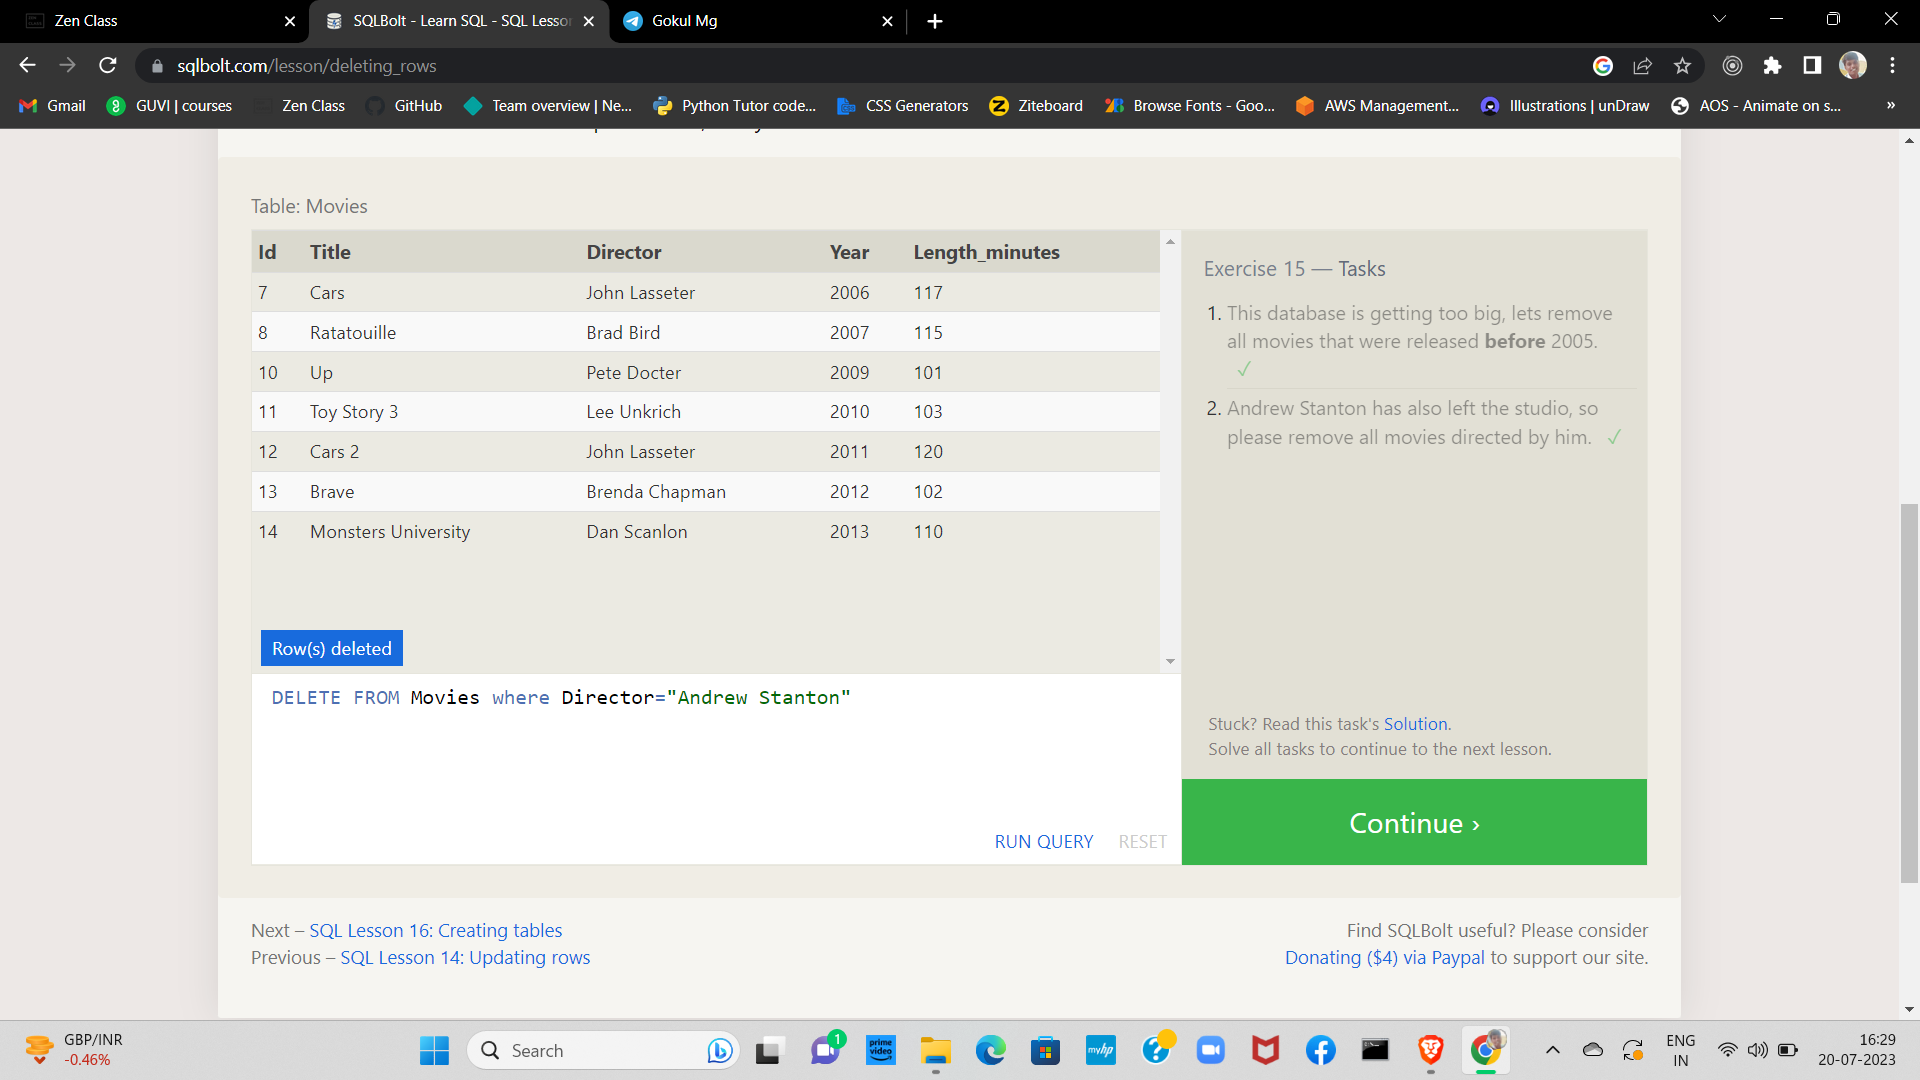 Zen Class
SQLBolt - Learn SQL - SQL Lesson
Gokul Mg
sqlbolt.com/lesson/deleting_rows
Gmail
GUVI | courses
Zen Class
GitHub
Team overview | Ne...
Python Tutor code...
CSS Generators
Ziteboard
Browse Fonts - Goo...
AWS Management...
Illustrations | unDraw
AOS - Animate on s...
»
Table: Movies
Id Title Director Year Length_minutes
7 Cars John Lasseter 2006 117
8 Ratatouille Brad Bird 2007 115
10 Up Pete Docter 2009 101
11 Toy Story 3 Lee Unkrich 2010 103
12 Cars 2 John Lasseter 2011 120
13 Brave Brenda Chapman 2012 102
14 Monsters University Dan Scanlon 2013 110
Row(s) deleted
DELETE FROM Movies where Director="Andrew Stanton"
RUN QUERY RESET
Exercise 15 — Tasks
1. This database is getting too big, lets remove
all movies that were released before 2005.
✓
2. Andrew Stanton has also left the studio, so
please remove all movies directed by him. ✓
Stuck? Read this task's Solution.
Solve all tasks to continue to the next lesson.
Continue ›
Next – SQL Lesson 16: Creating tables
Previous – SQL Lesson 14: Updating rows
Find SQLBolt useful? Please consider
Donating ($4) via Paypal to support our site.
GBP/INR
-0.46%
Search
1
prime
video
myhp
ENG
IN
16:29
20-07-2023